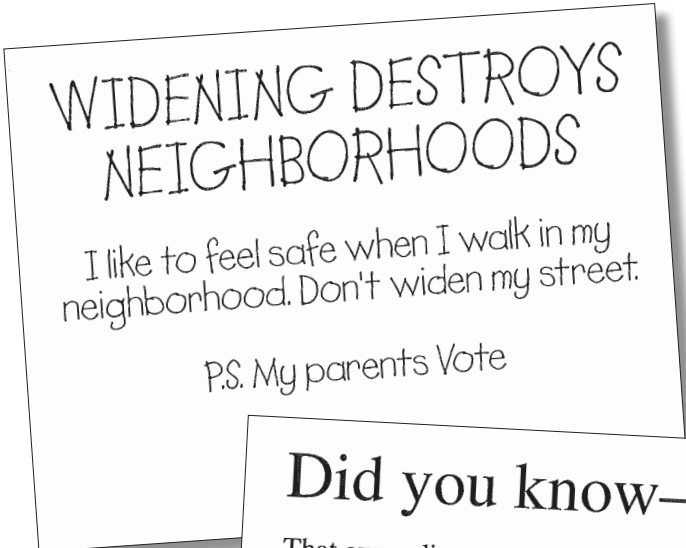 WIDENING DESTROYS
NEIGHBORHOODS
I like to feel safe when I walk in my
neighborhood. Don't widen my street.
P.S. My parents Vote
Did you know—
That